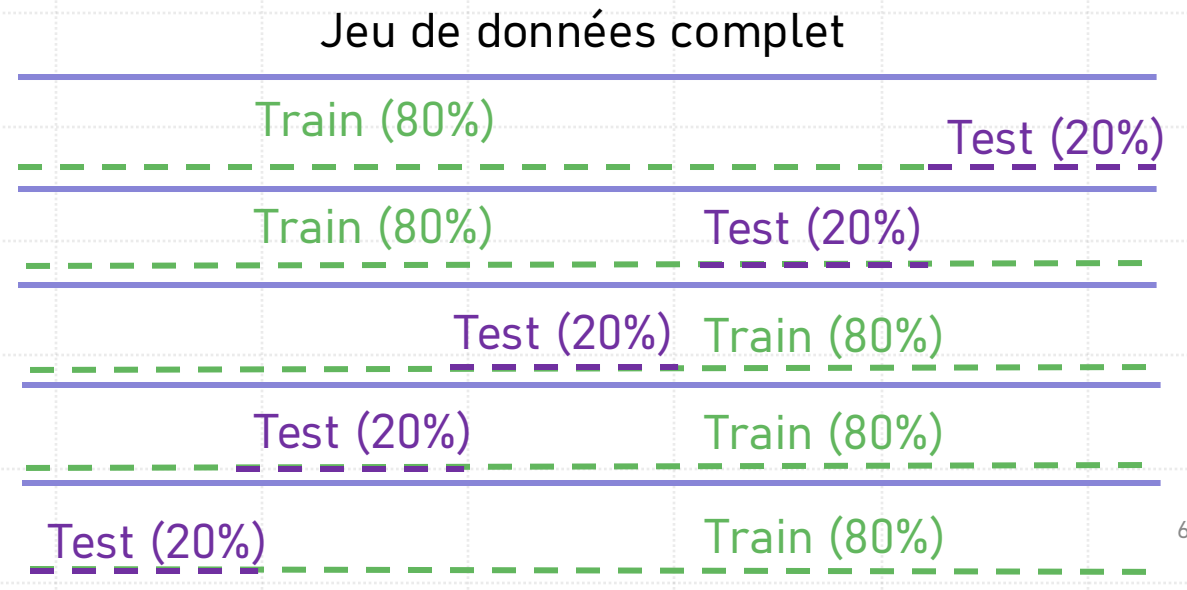 Jeu de données complet
Train (80%)
Test (20%)
Train (80%) Test (20%)
Test (20%) Train (80%)
Test (20%) Train (80%)
Test (20%) Train (80%)
6